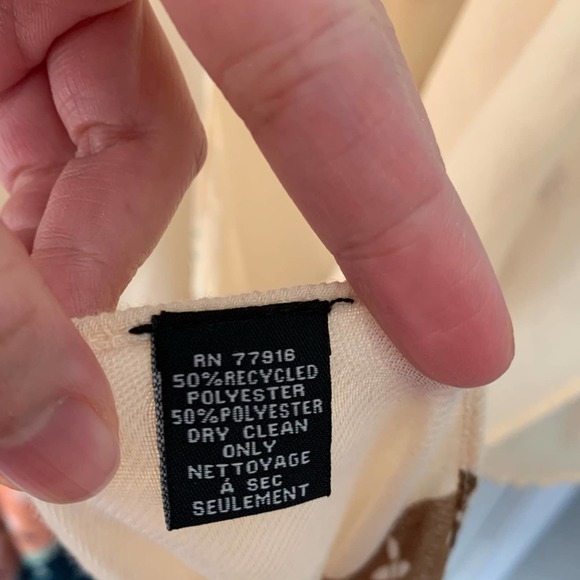 RN 77916
50%RECYCLED
POLYESTER
50%POLYESTER
DRY CLEAN
ONLY
NETTOYAGE
Á SEC
SEULEMENT